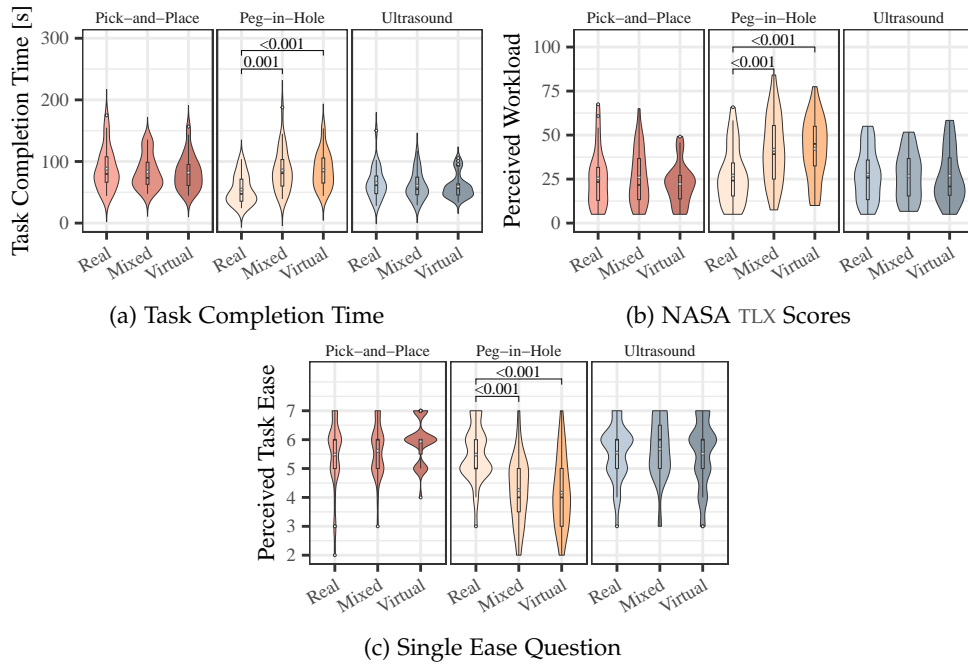 Task Completion Time [s]
Pick−and−Place Peg−in−Hole Ultrasound
300
200
100
0
<0.001
0.001
Real Mixed Virtual Real Mixed Virtual Real Mixed Virtual
(a) Task Completion Time
Perceived Workload
Pick−and−Place Peg−in−Hole Ultrasound
100
75
50
25
0
<0.001
<0.001
Real Mixed Virtual Real Mixed Virtual Real Mixed Virtual
(b) NASA TLX Scores
Perceived Task Ease
Pick−and−Place Peg−in−Hole Ultrasound
7
6
5
4
3
2
<0.001
<0.001
Real Mixed Virtual Real Mixed Virtual Real Mixed Virtual
(c) Single Ease Question